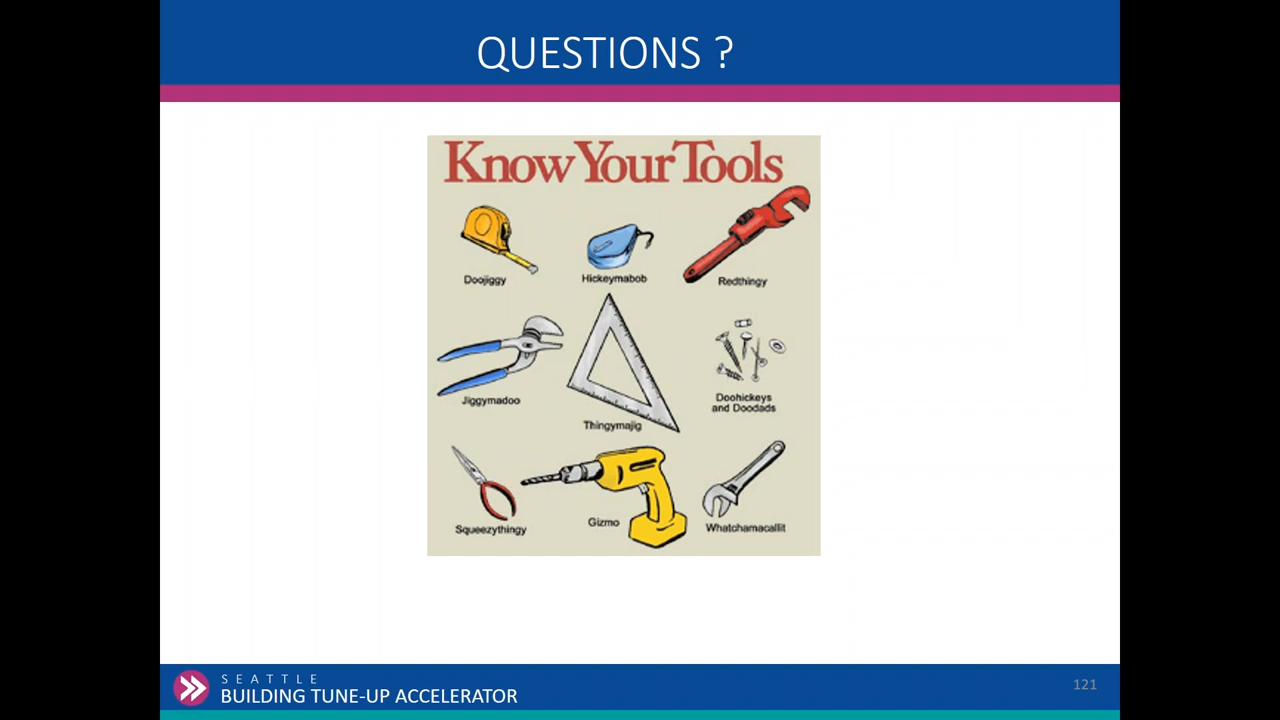 QUESTIONS ?
Know Your Tools
Doojiggy
Hickeymabob
Redthingy
Jiggymadoo
Thingymajig
Doohickeys
and Doodads
Squeezythingy
Gizmo
Whatchamacallit
SEATTLE
BUILDING TUNE-UP ACCELERATOR
121